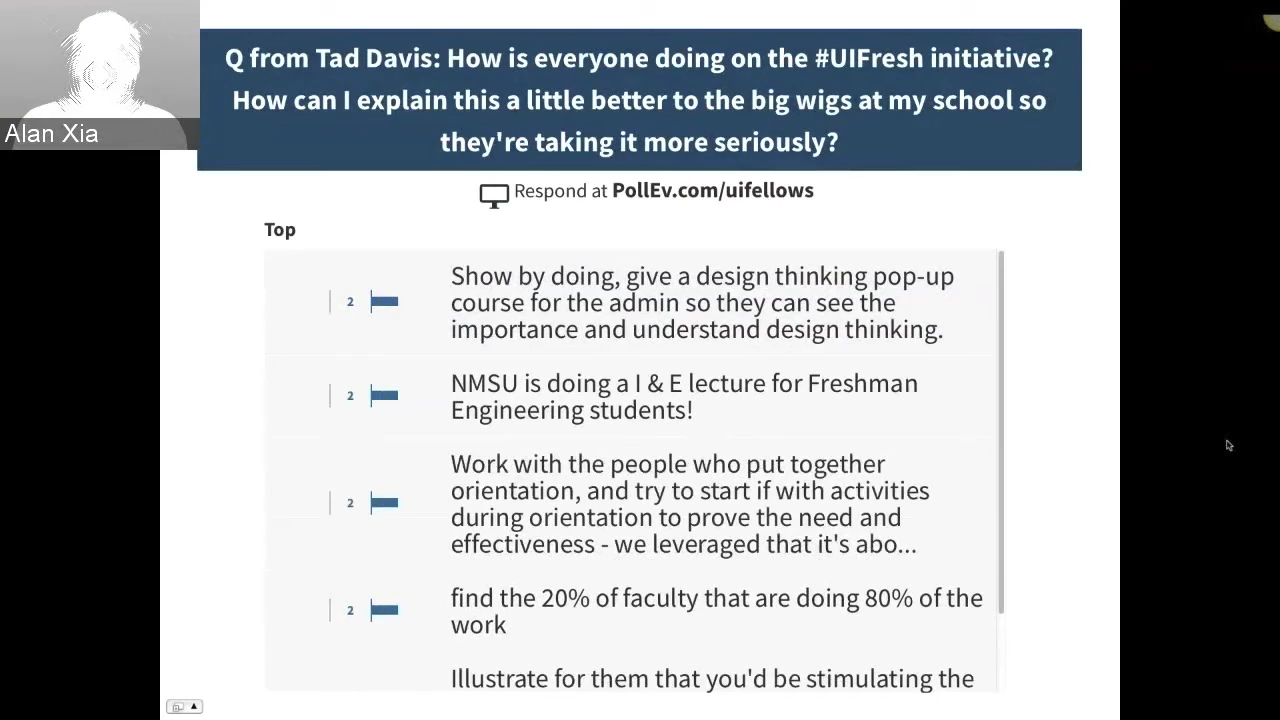 Q from Tad Davis: How is everyone doing on the #UIFresh initiative?
How can I explain this a little better to the big wigs at my school so
they're taking it more seriously?
Alan Xia
Respond at PollEv.com/uifellows
Top
2
Show by doing, give a design thinking pop-up
course for the admin so they can see the
importance and understand design thinking.
2
NMSU is doing a I & E lecture for Freshman
Engineering students!
2
Work with the people who put together
orientation, and try to start if with activities
during orientation to prove the need and
effectiveness - we leveraged that it's abo...
2
find the 20% of faculty that are doing 80% of the
work
Illustrate for them that you'd be stimulating the